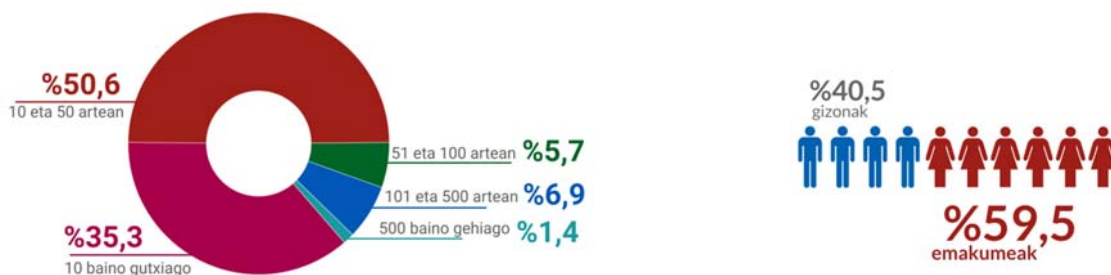 %50,6
10 eta 50 artean
51 eta 100 artean %5,7
101 eta 500 artean %6,9
500 baino gehiago %1,4
%35,3
10 baino gutxiago
%40,5
gizonak
%59,5
emakumeak